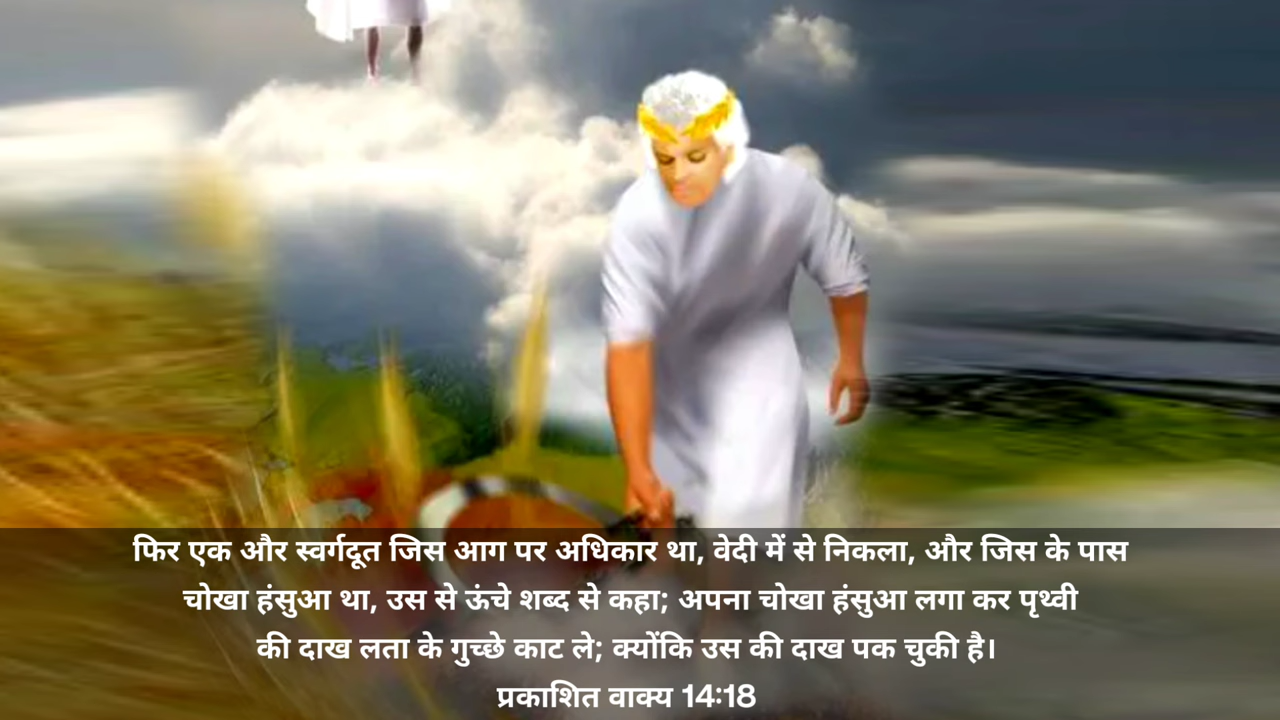 फिर एक और स्वर्गदूत जिस आग पर अधिकार था, वेदी में से निकला, और जिस के पास
चोखा हंसुआ था, उस से ऊंचे शब्द से कहा; अपना चोखा हंसुआ लगा कर पृथ्वी
की दाख लता के गुच्छे काट ले; क्योंकि उस की दाख पक चुकी है।
प्रकाशित वाक्य 14:18